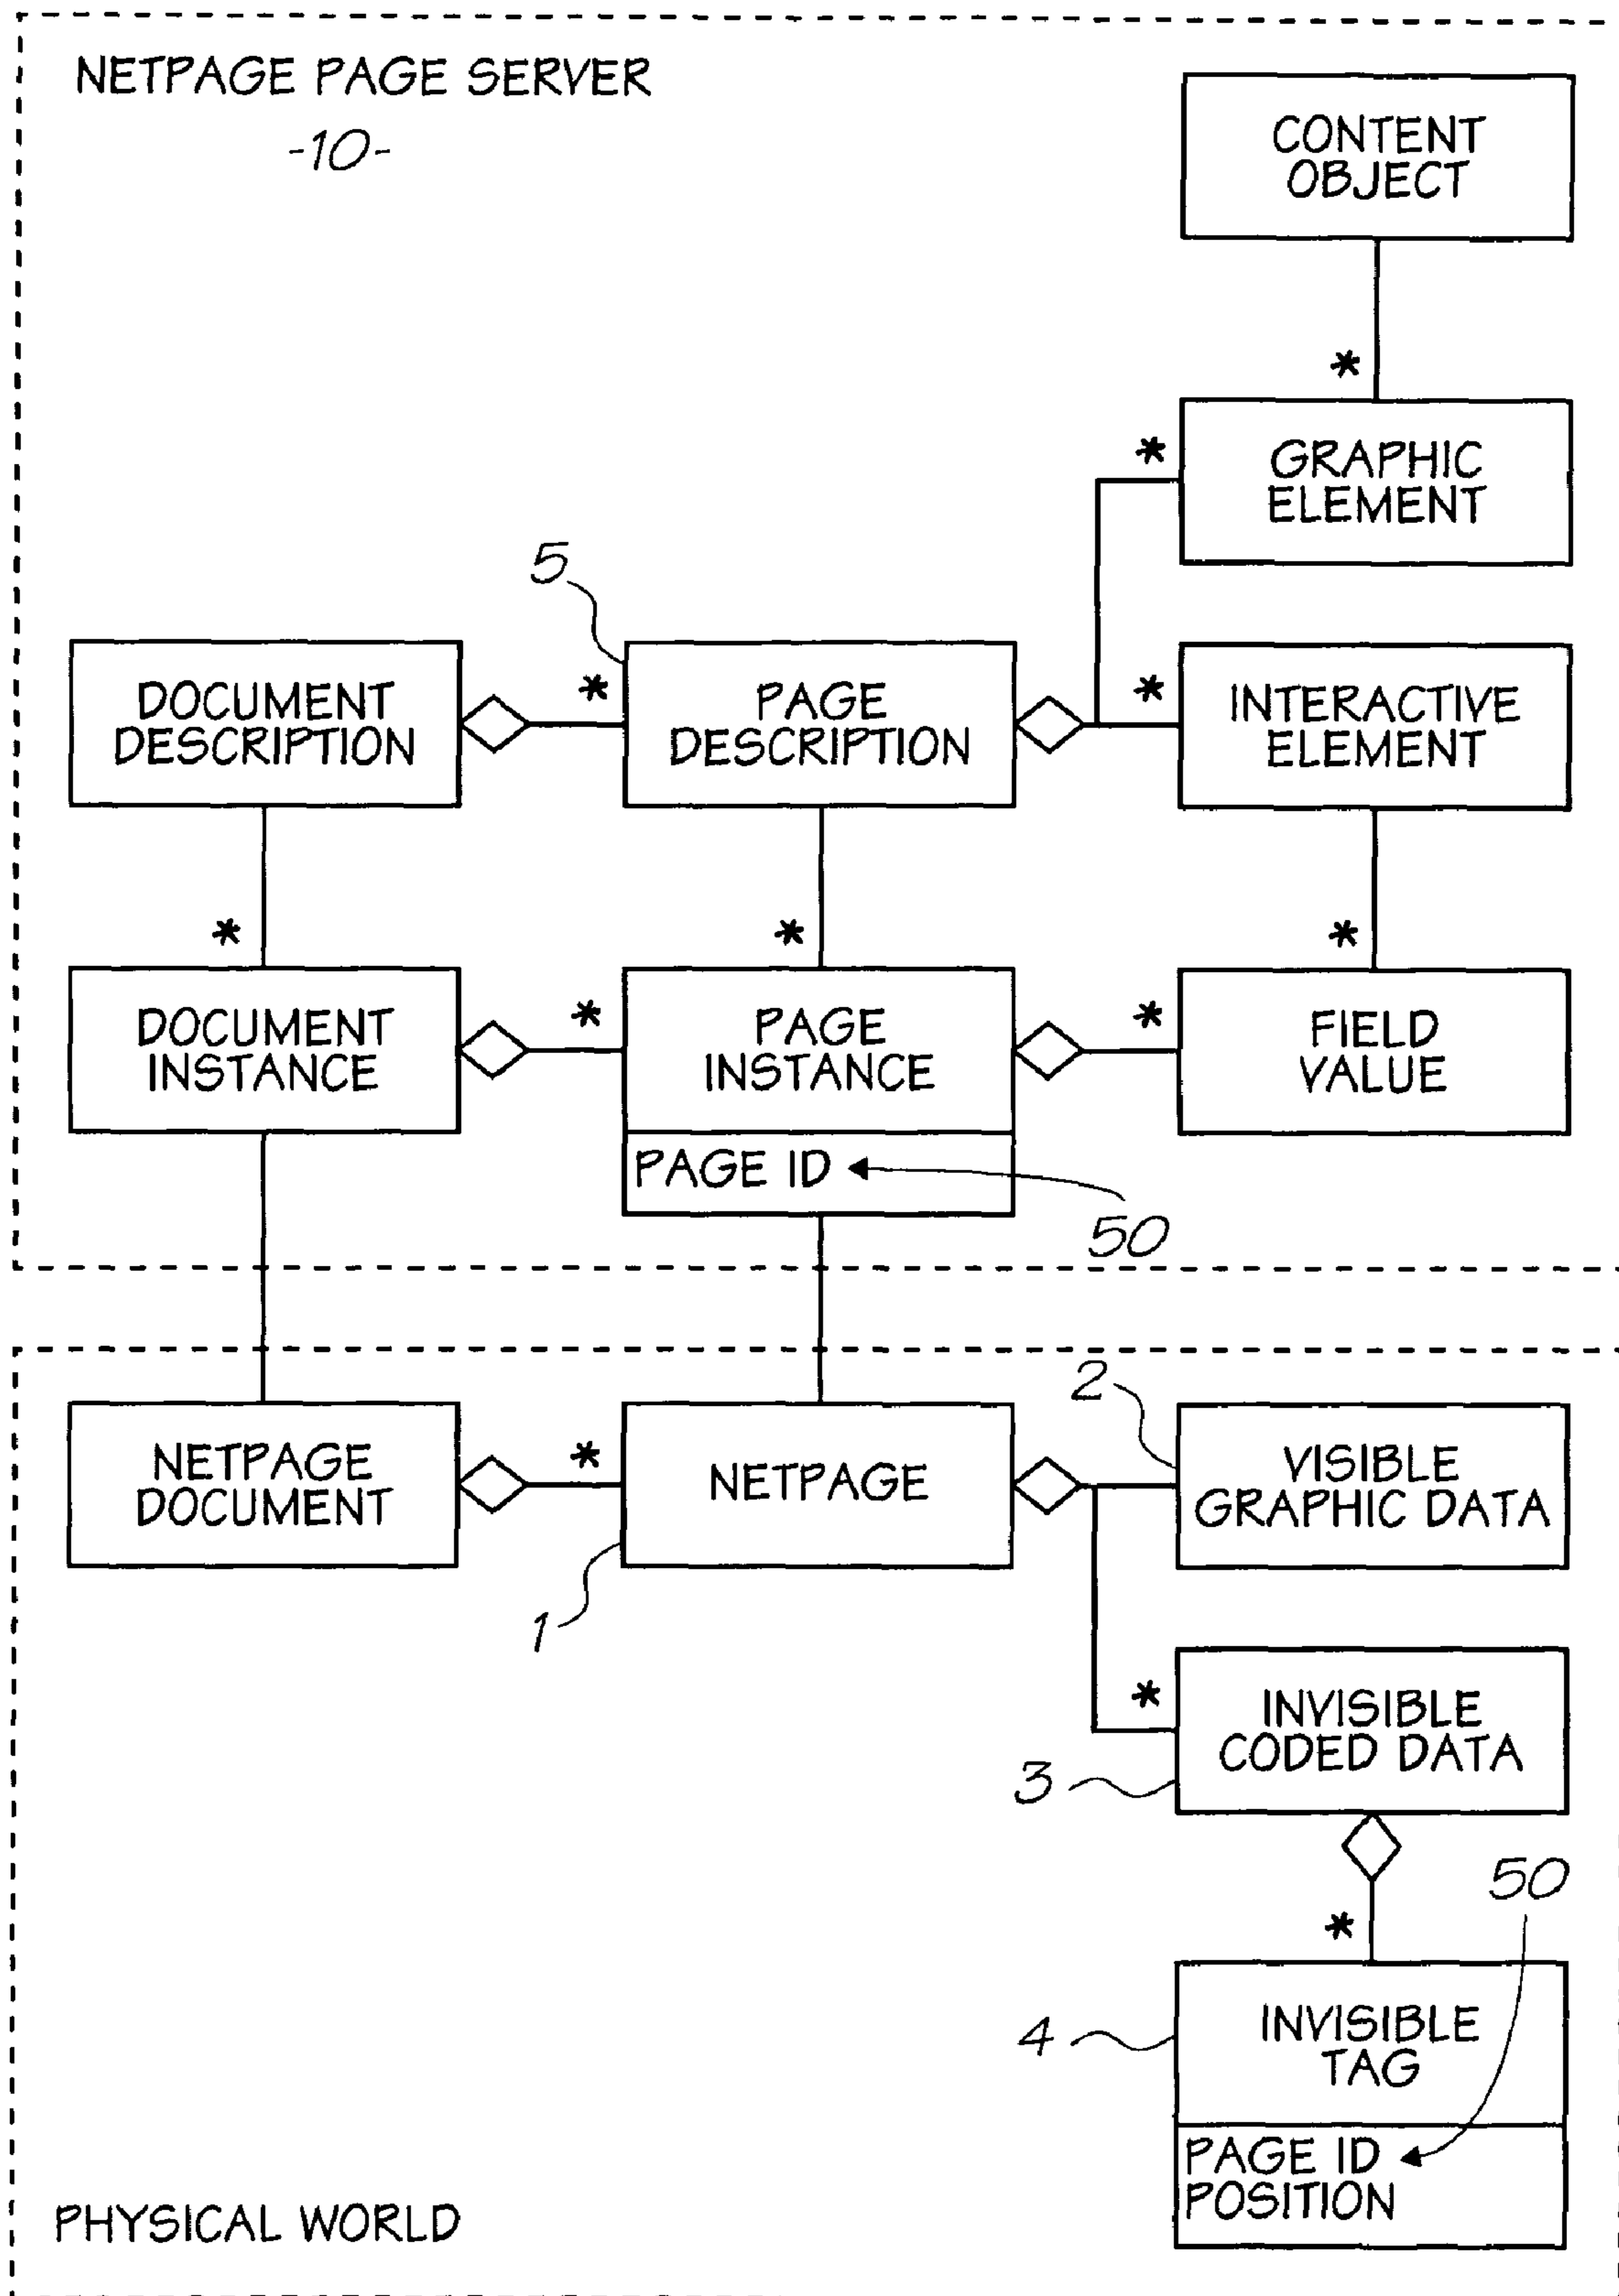 NETPAGE PAGE SERVER
-10-
CONTENT
OBJECT
*
*
GRAPHIC
ELEMENT
5
DOCUMENT
DESCRIPTION
*
PAGE
DESCRIPTION
*
INTERACTIVE
ELEMENT
*
*
*
DOCUMENT
INSTANCE
*
PAGE
INSTANCE
*
FIELD
VALUE
PAGE ID
50
2
NETPAGE
DOCUMENT
*
NETPAGE
VISIBLE
GRAPHIC DATA
1
*
INVISIBLE
CODED DATA
3
50
*
4
INVISIBLE
TAG
PAGE ID
POSITION
PHYSICAL WORLD